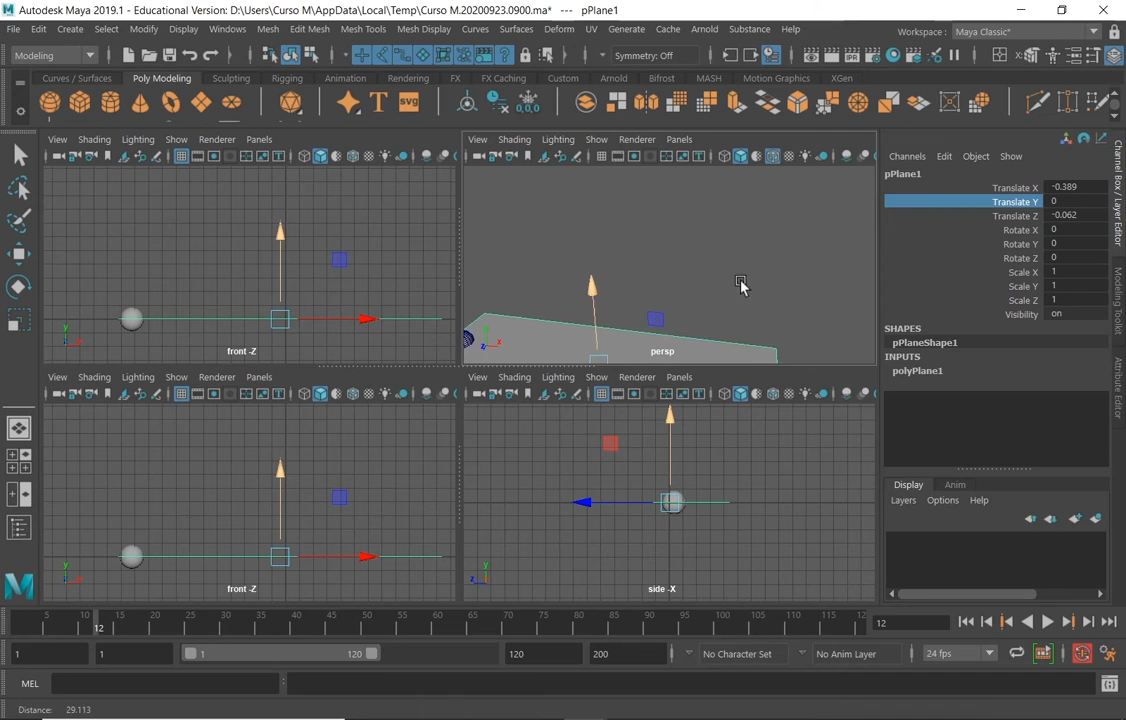 Autodesk Maya 2019.1 - Educational Version: D:\Users\Curso M\AppData\Local\Temp\Curso M.20200923.0900.ma* --- pPlane1
File Edit Create Select Modify Display Windows Mesh Edit Mesh Mesh Tools Mesh Display Curves Surfaces Deform UV Generate Cache Arnold Substance Help Workspace : Maya Classic*
Modeling Symmetry: Off
Curves / Surfaces Poly Modeling Sculpting Rigging Animation Rendering FX FX Caching Custom Arnold Bifrost MASH Motion Graphics XGen
View Shading Lighting Show Renderer Panels
front -Z
View Shading Lighting Show Renderer Panels
persp
View Shading Lighting Show Renderer Panels
front -Z
View Shading Lighting Show Renderer Panels
side -X
Channels Edit Object Show
pPlane1
Translate X -0.389
Translate Y 0
Translate Z -0.062
Rotate X 0
Rotate Y 0
Rotate Z 0
Scale X 1
Scale Y 1
Scale Z 1
Visibility on
SHAPES
pPlaneShape1
INPUTS
polyPlane1
Display Anim
Layers Options Help
Channel Box / Layer Editor
Modeling Toolkit
Attribute Editor
5 10 15 20 25 30 35 40 45 50 55 60 65 70 75 80 85 90 95 100 105 110 115 12
12
12
1 1 1 120 120 200 No Character Set No Anim Layer 24 fps
MEL
Distance: 29.113